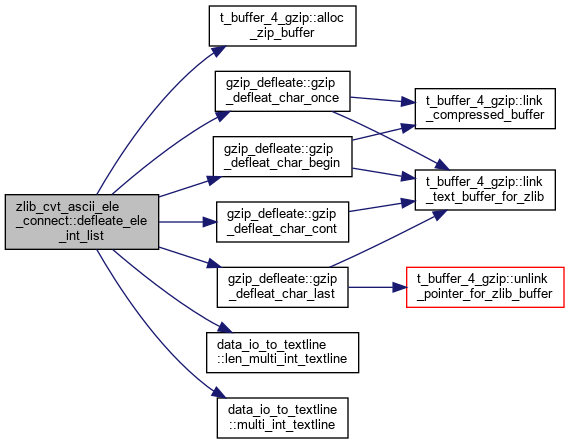 t_buffer_4_gzip::alloc
_zip_buffer
gzip_defleate::gzip
_defleat_char_once
t_buffer_4_gzip::link
_compressed_buffer
gzip_defleate::gzip
_defleat_char_begin
t_buffer_4_gzip::link
_text_buffer_for_zlib
zlib_cvt_ascii_ele
_connect::defleate_ele
_int_list
gzip_defleate::gzip
_defleat_char_cont
gzip_defleate::gzip
_defleat_char_last
t_buffer_4_gzip::unlink
_pointer_for_zlib_buffer
data_io_to_textline
::len_multi_int_textline
data_io_to_textline
::multi_int_textline